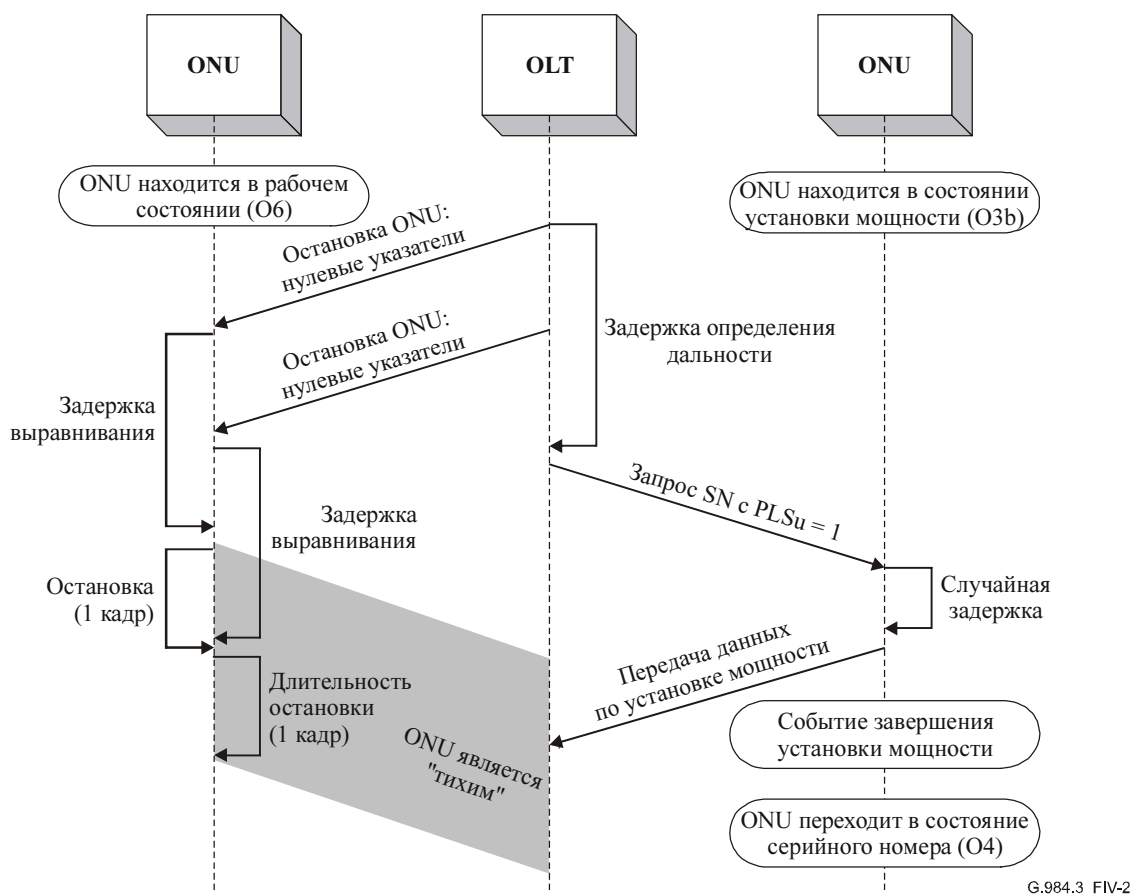 ONU
OLT
ONU
ONU находится в рабочем
состоянии (O6)
ONU находится в состоянии
установки мощности (O3b)
Остановка ONU:
нулевые указатели
Остановка ONU:
нулевые указатели
Задержка определения
дальности
Задержка
выравнивания
Запрос SN с PLSu = 1
Задержка
выравнивания
Остановка
(1 кадр)
Случайная
задержка
Передача данных
по установке мощности
Длительность
остановки
(1 кадр)
ONU является
"тихим"
Событие завершения
установки мощности
ONU переходит в состояние
серийного номера (O4)
G.984.3_FIV-2